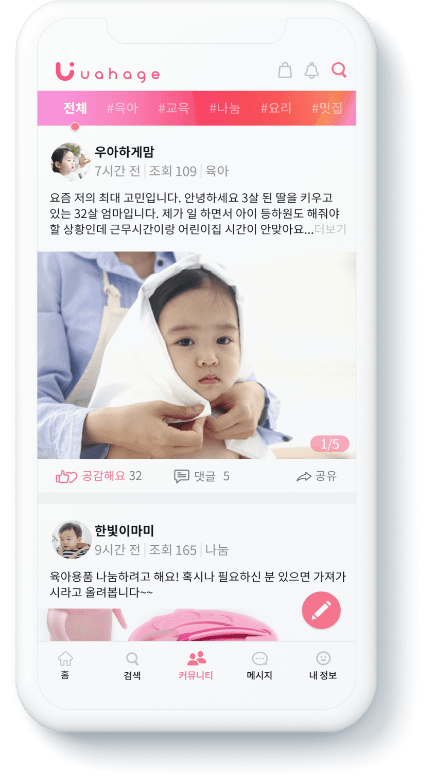 uahage
전체 #육아 #교육 #나눔 #요리 #맛집
우아하게맘
7시간 전 조회 109 육아
요즘 저의 최대 고민입니다. 안녕하세요 3살 된 딸을 키우고
있는 32살 엄마입니다. 제가 일 하면서 아이 등하원도 해줘야
할 상황인데 근무시간이랑 어린이집 시간이 안맞아요...더보기
1/5
공감해요 32 댓글 5 공유
한빛이마미
9시간 전 조회 165 나눔
육아용품 나눔하려고 해요! 혹시나 필요하신 분 있으면 가져가
시라고 올려봅니다~~
홈 검색 커뮤니티 메시지 내 정보